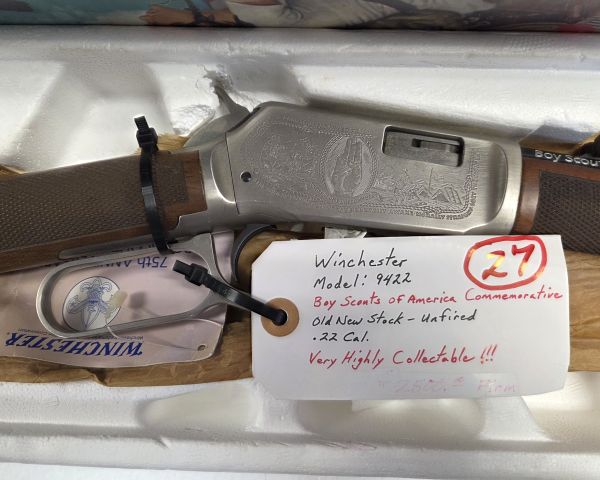 Boy Scout
Winchester
27
Model: 9422
Boy Scouts of America Commemorative
Old New Stock - Unfired
.22 Cal.
Very Highly Collectable!!!
Firm
75th ANN
WINCHESTER